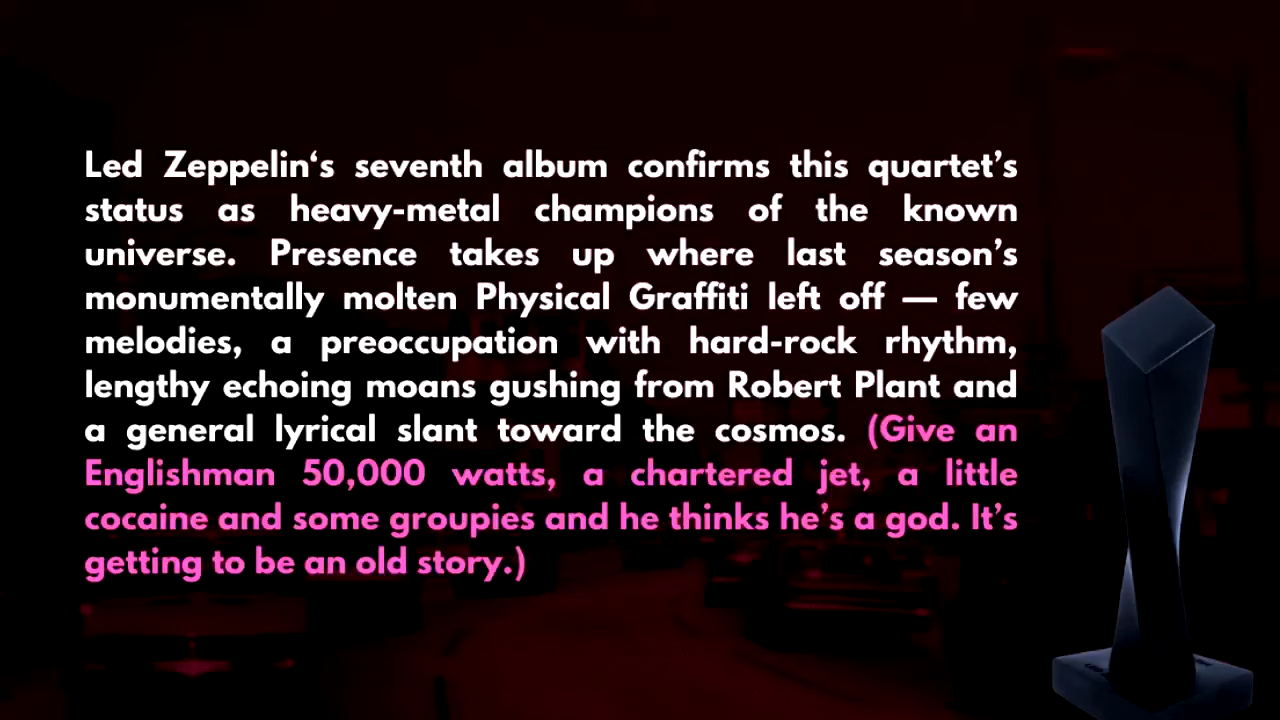 Led Zeppelin‘s seventh album confirms this quartet’s
status as heavy-metal champions of the known
universe. Presence takes up where last season’s
monumentally molten Physical Graffiti left off — few
melodies, a preoccupation with hard-rock rhythm,
lengthy echoing moans gushing from Robert Plant and
a general lyrical slant toward the cosmos. (Give an
Englishman 50,000 watts, a chartered jet, a little
cocaine and some groupies and he thinks he’s a god. It’s
getting to be an old story.)